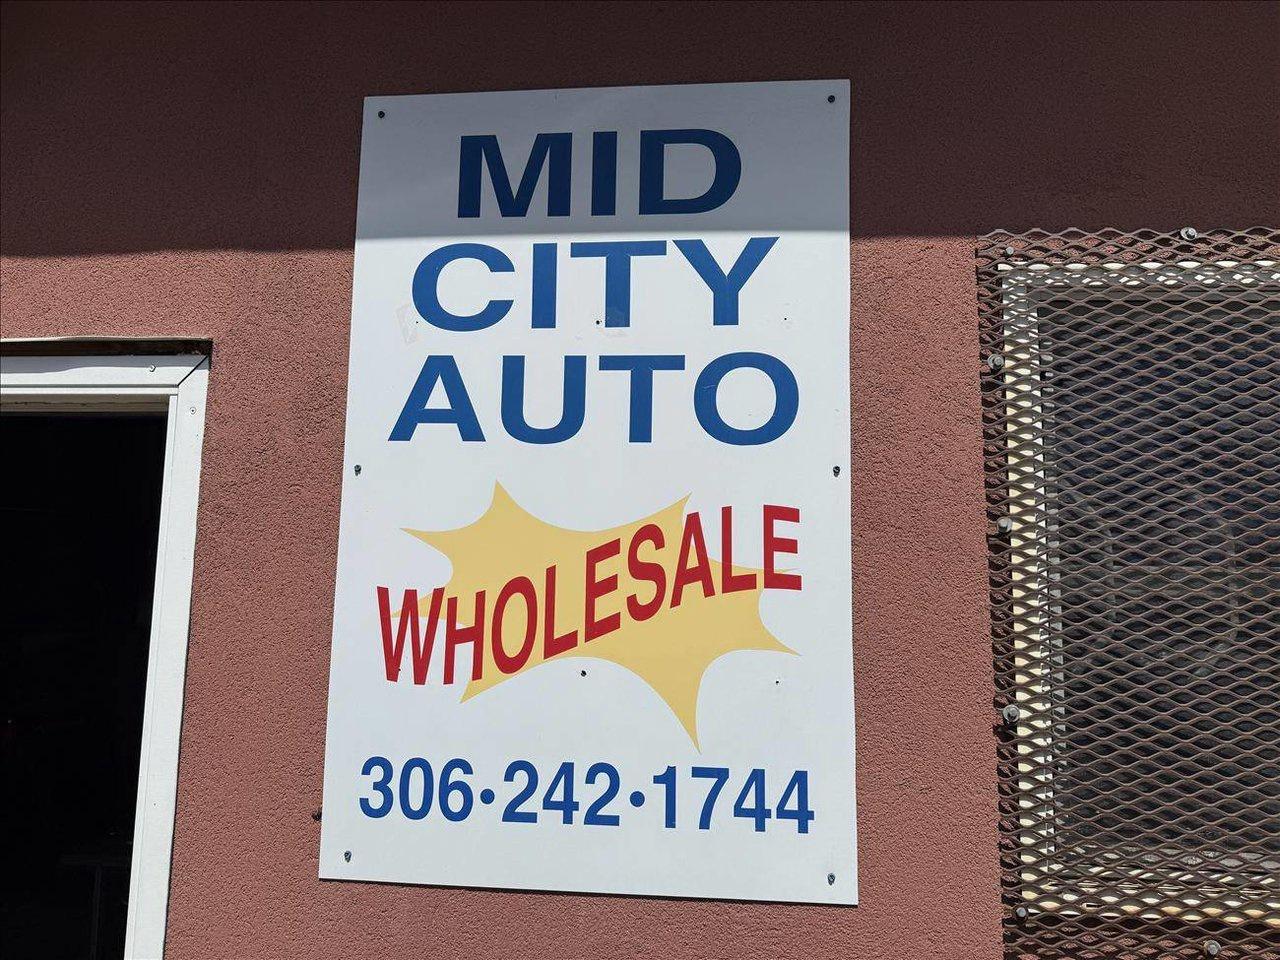 MID
CITY
AUTO
WHOLESALE
306·242·1744